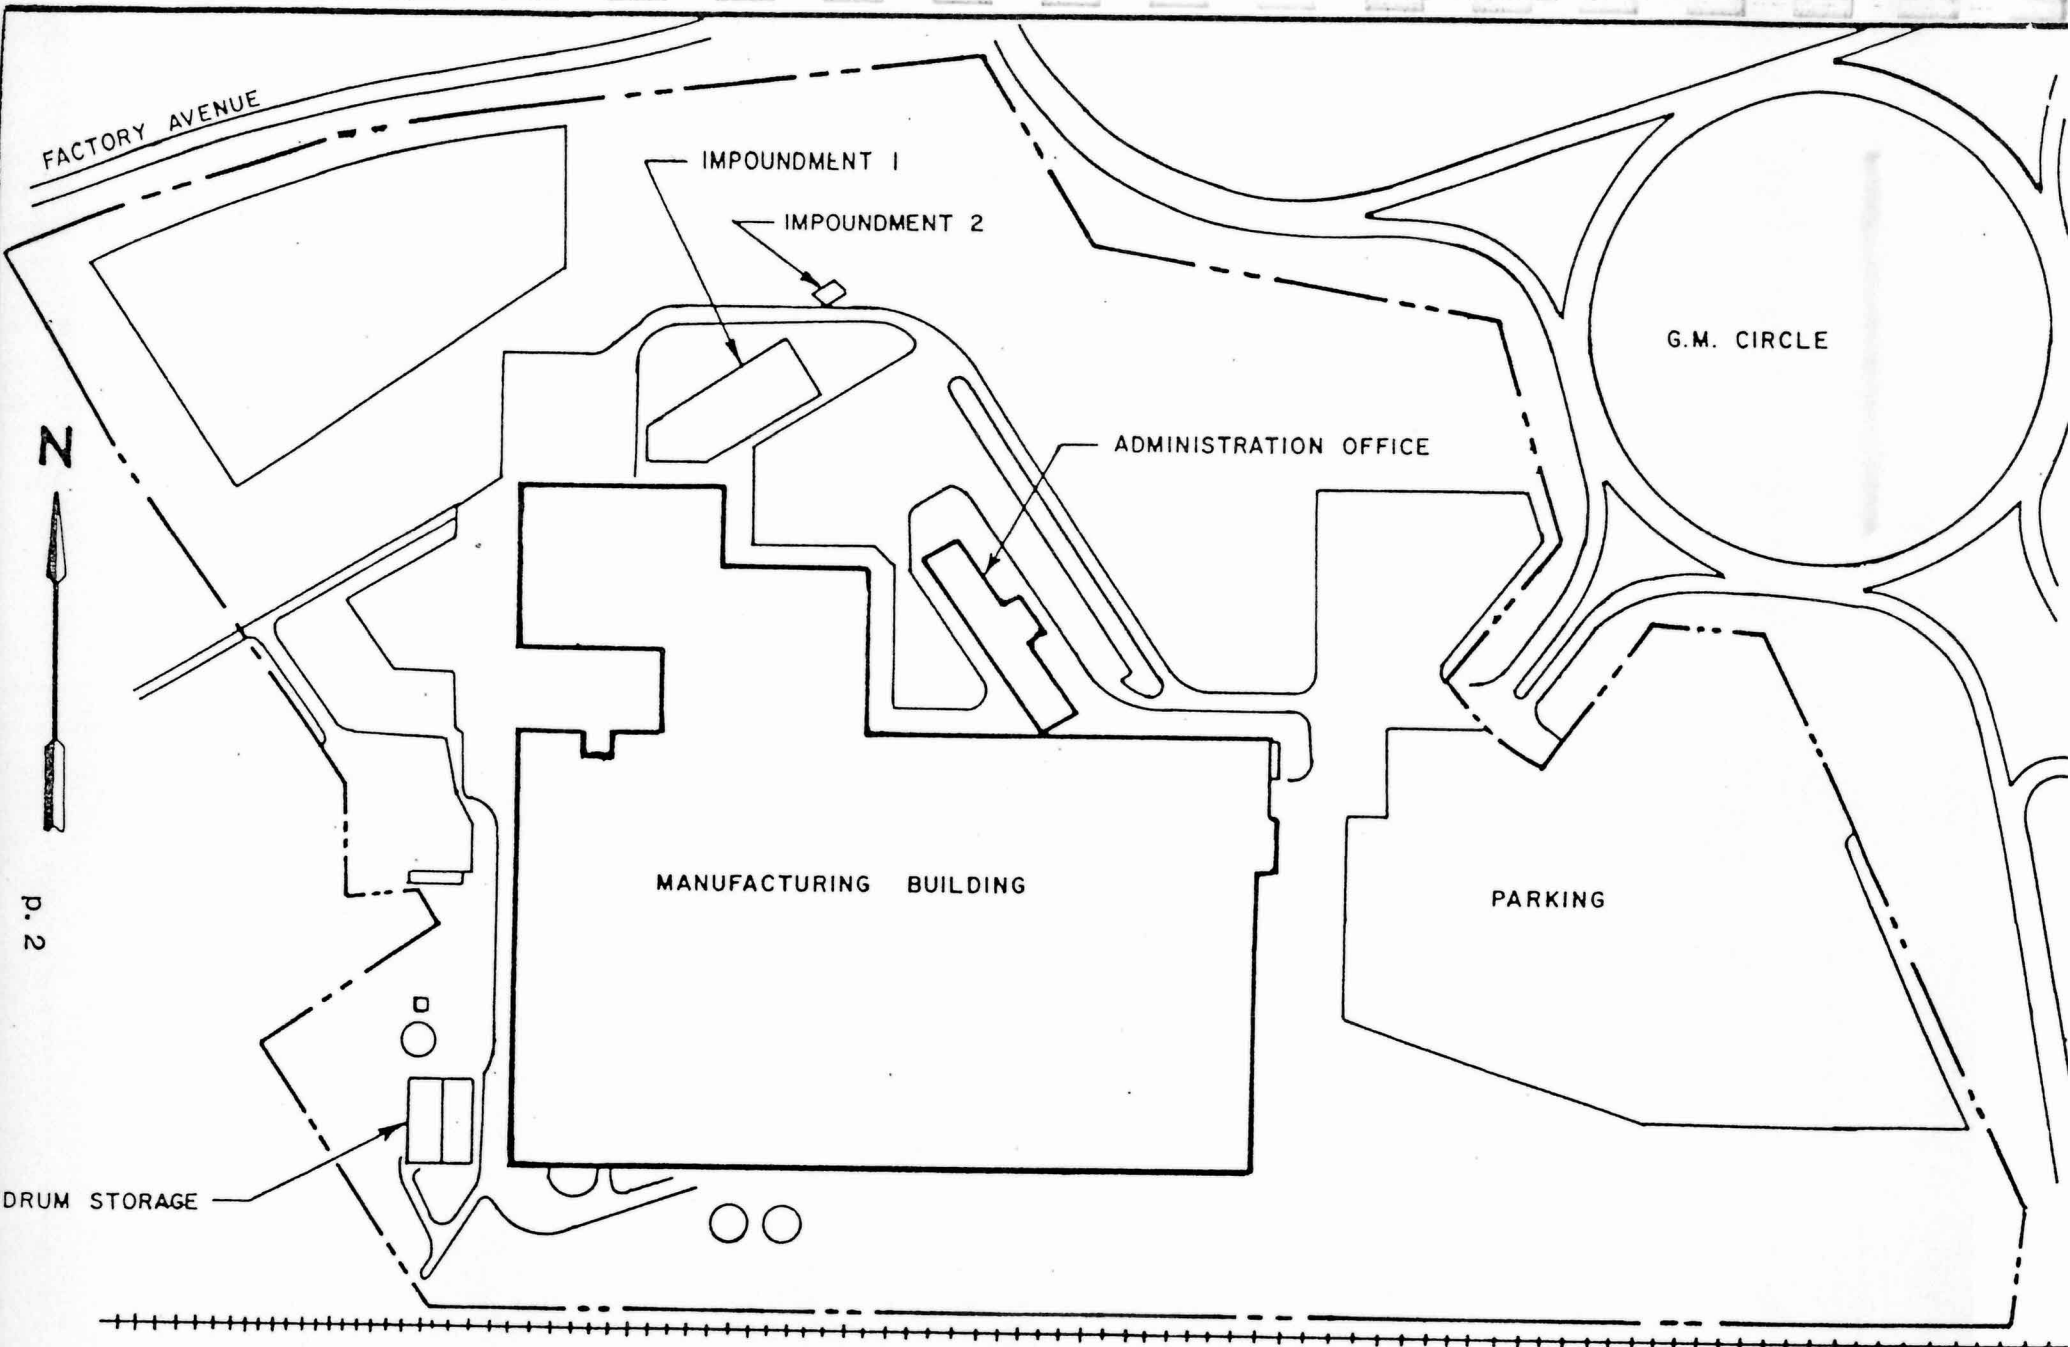 FACTORY AVENUE
IMPOUNDMENT 1
IMPOUNDMENT 2
G.M. CIRCLE
N
ADMINISTRATION OFFICE
MANUFACTURING BUILDING
PARKING
p. 2
DRUM STORAGE